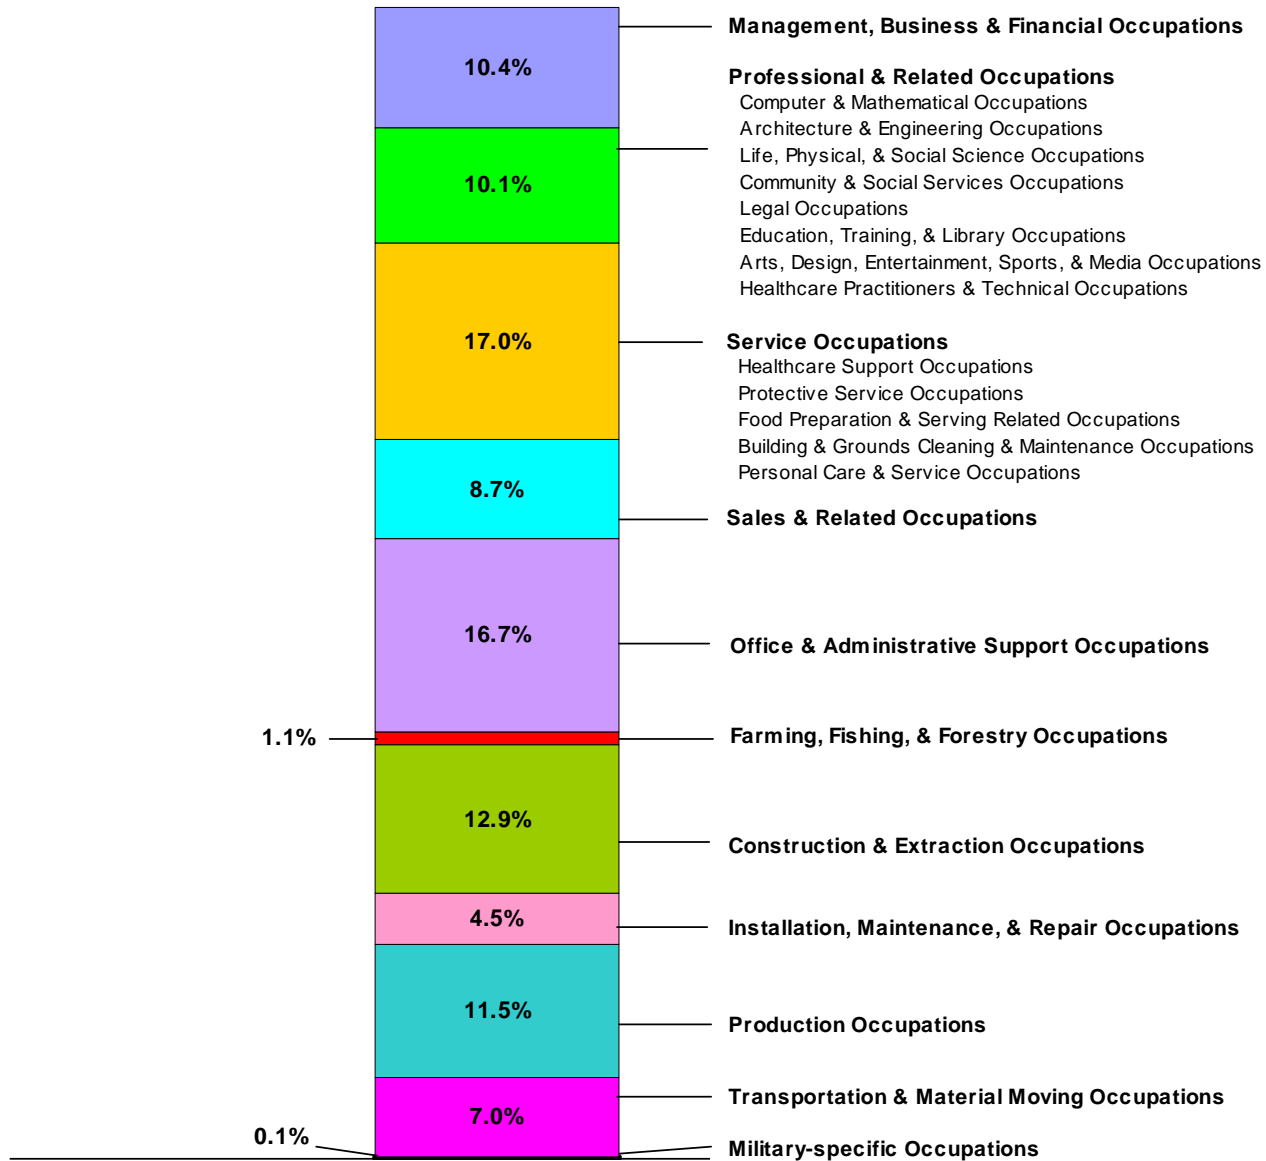 Management, Business & Financial Occupations
10.4%
Professional & Related Occupations
Computer & Mathematical Occupations
Architecture & Engineering Occupations
Life, Physical, & Social Science Occupations
10.1%
Community & Social Services Occupations
Legal Occupations
Education, Training, & Library Occupations
Arts, Design, Entertainment, Sports, & Media Occupations
Healthcare Practitioners & Technical Occupations
17.0%
Service Occupations
Healthcare Support Occupations
Protective Service Occupations
Food Preparation & Serving Related Occupations
Building & Grounds Cleaning & Maintenance Occupations
Personal Care & Service Occupations
8.7%
Sales & Related Occupations
16.7%
Office & Administrative Support Occupations
1.1%
Farming, Fishing, & Forestry Occupations
12.9%
Construction & Extraction Occupations
4.5%
Installation, Maintenance, & Repair Occupations
11.5%
Production Occupations
Transportation & Material Moving Occupations
7.0%
0.1%
Military-specific Occupations